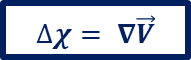 Δ𝝌 = 𝛁V⃗